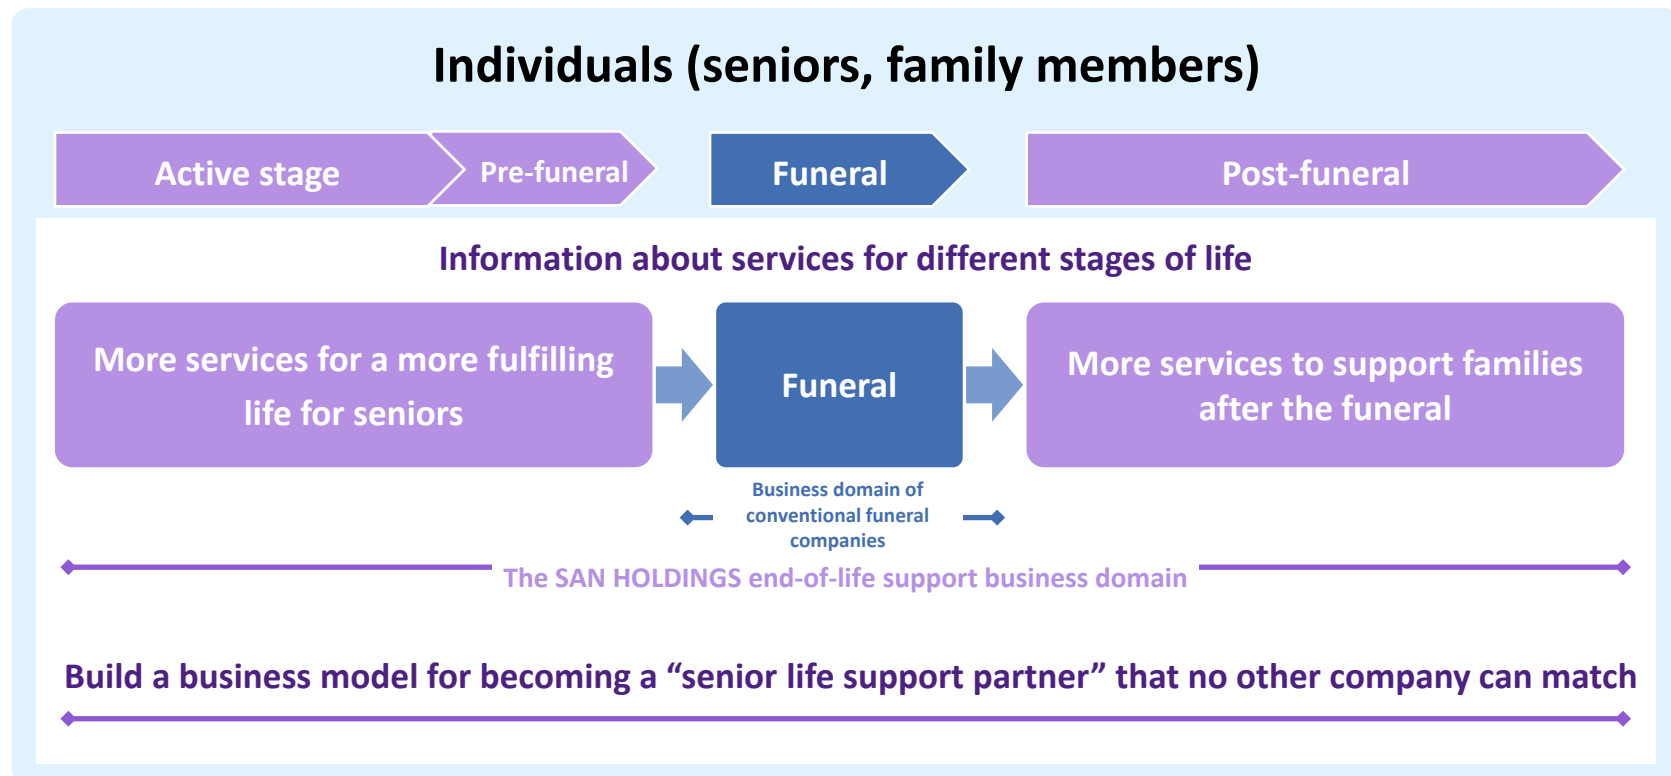 Individuals (seniors, family members)
Active stage
Pre-funeral
Funeral
Post-funeral
Information about services for different stages of life
More services for a more fulfilling
life for seniors
Funeral
More services to support families
after the funeral
Business domain of
conventional funeral
companies
The SAN HOLDINGS end-of-life support business domain
Build a business model for becoming a “senior life support partner” that no other company can match